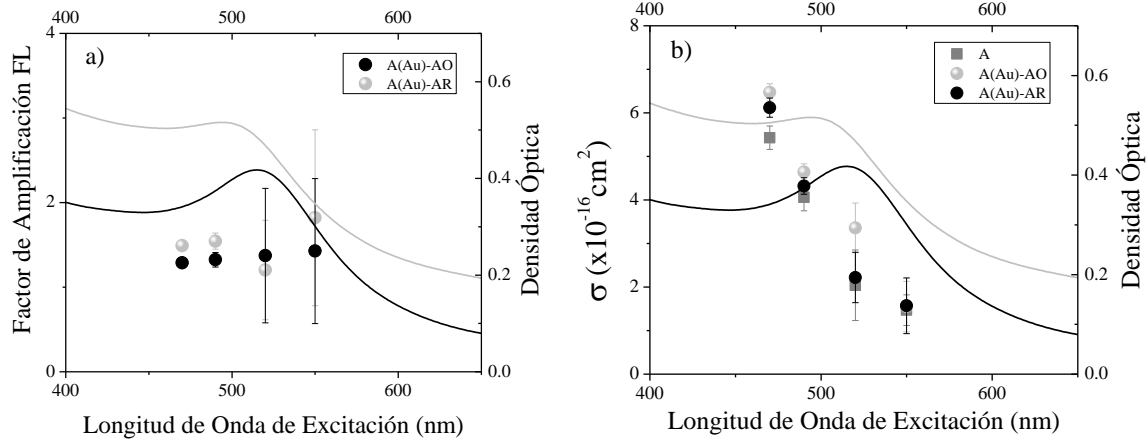 400 500 600
a)
A(Au)-AO
A(Au)-AR
4
2
0
0.6
0.4
0.2
0.0
400 500 600
Factor de Amplificación FL
Densidad Óptica
Longitud de Onda de Excitación (nm)
400 500 600
b)
A
A(Au)-AO
A(Au)-AR
8
6
4
2
0
0.6
0.4
0.2
0.0
400 500 600
σ (x10⁻¹⁶cm²)
Densidad Óptica
Longitud de Onda de Excitación (nm)